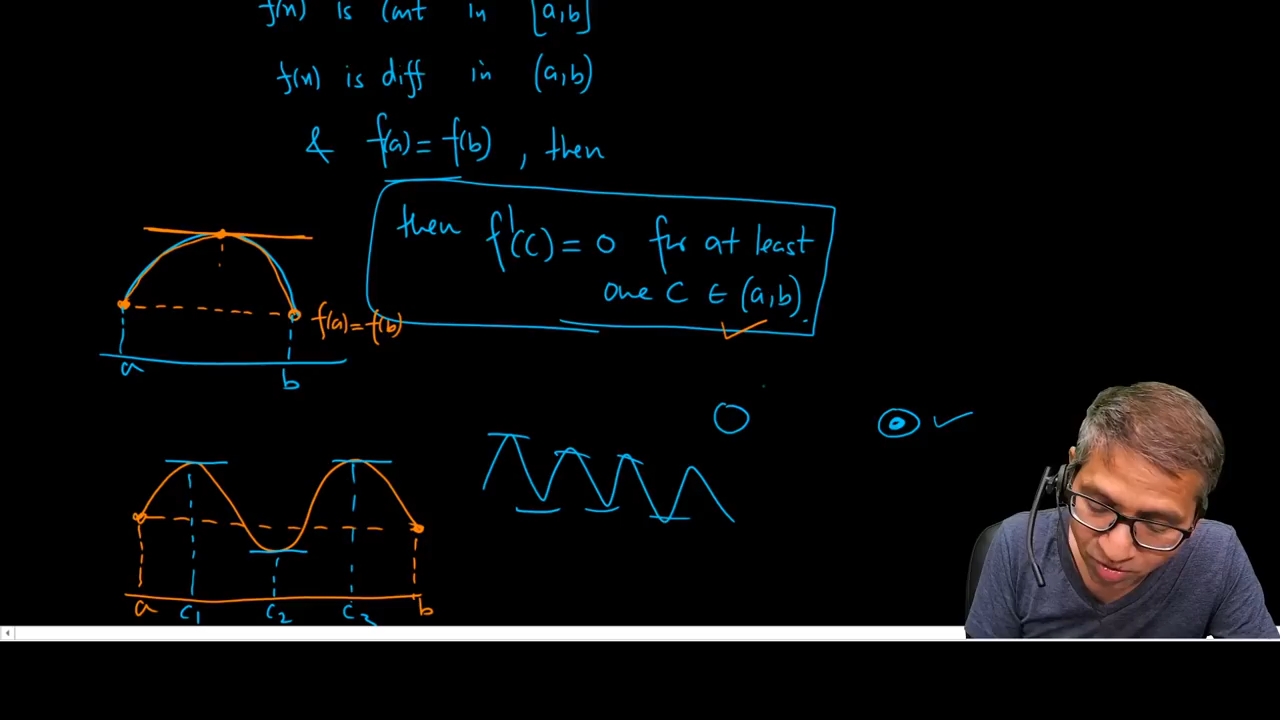 f(x) is Cont in [a,b]
f(x) is diff in (a,b)
& f(a) = f(b) , then
then f'(C) = 0 for at least
one C ∈ (a,b).
f(a) = f(b)
a b
a C1 C2 C3 b